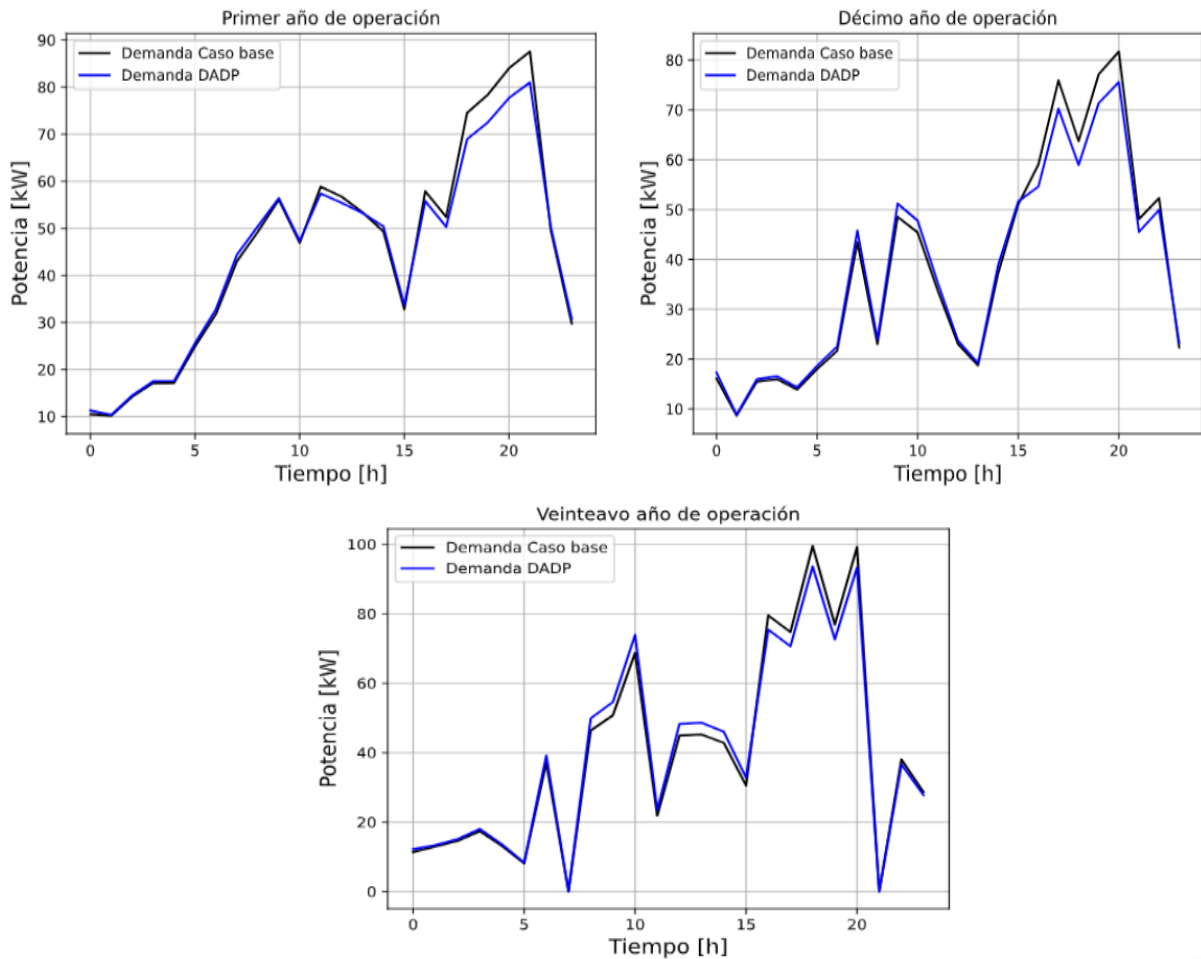 Primer año de operación
Demanda Caso base
Demanda DADP
90
80
70
60
50
40
30
20
10
Potencia [kW]
0 5 10 15 20
Tiempo [h]
Décimo año de operación
Demanda Caso base
Demanda DADP
80
70
60
50
40
30
20
10
Potencia [kW]
0 5 10 15 20
Tiempo [h]
Veinteavo año de operación
Demanda Caso base
Demanda DADP
100
80
60
40
20
0
Potencia [kW]
0 5 10 15 20
Tiempo [h]